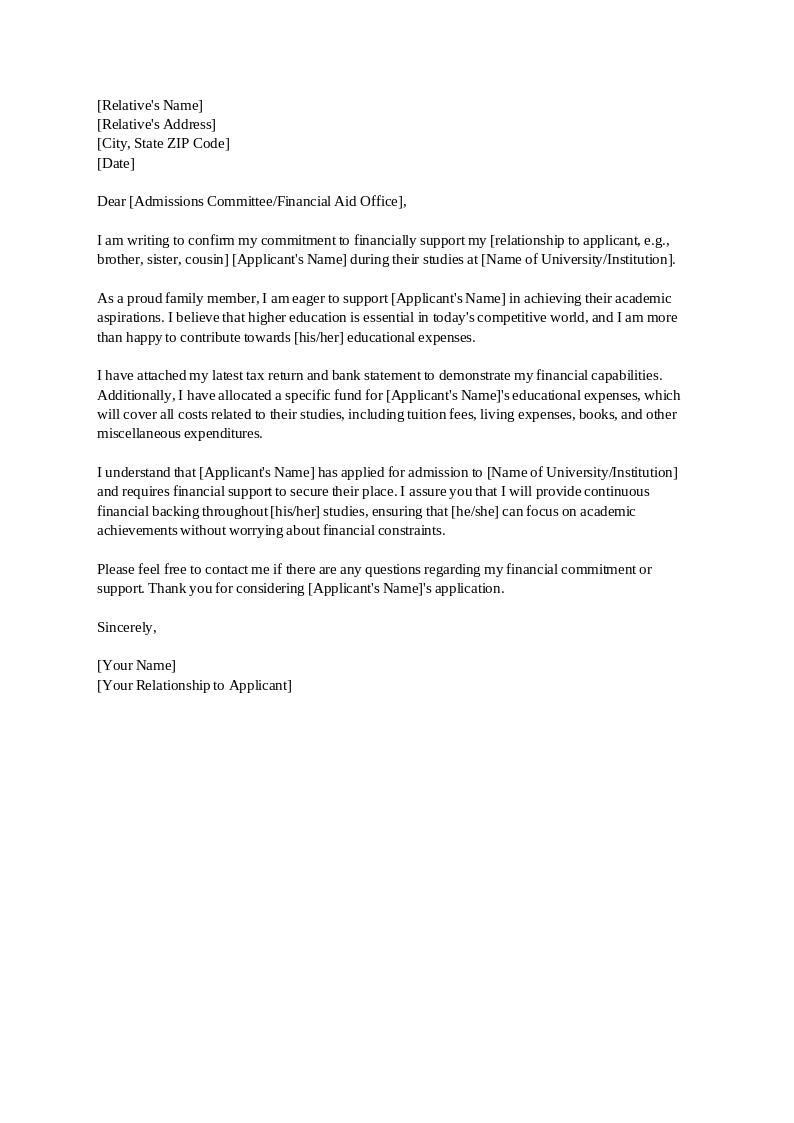 [Relative's Name]
[Relative's Address]
[City, State ZIP Code]
[Date]
Dear [Admissions Committee/Financial Aid Office],
I am writing to confirm my commitment to financially support my [relationship to applicant, e.g.,
brother, sister, cousin] [Applicant's Name] during their studies at [Name of University/Institution].
As a proud family member, I am eager to support [Applicant's Name] in achieving their academic
aspirations. I believe that higher education is essential in today's competitive world, and I am more
than happy to contribute towards [his/her] educational expenses.
I have attached my latest tax return and bank statement to demonstrate my financial capabilities.
Additionally, I have allocated a specific fund for [Applicant's Name]'s educational expenses, which
will cover all costs related to their studies, including tuition fees, living expenses, books, and other
miscellaneous expenditures.
I understand that [Applicant's Name] has applied for admission to [Name of University/Institution]
and requires financial support to secure their place. I assure you that I will provide continuous
financial backing throughout [his/her] studies, ensuring that [he/she] can focus on academic
achievements without worrying about financial constraints.
Please feel free to contact me if there are any questions regarding my financial commitment or
support. Thank you for considering [Applicant's Name]'s application.
Sincerely,
[Your Name]
[Your Relationship to Applicant]